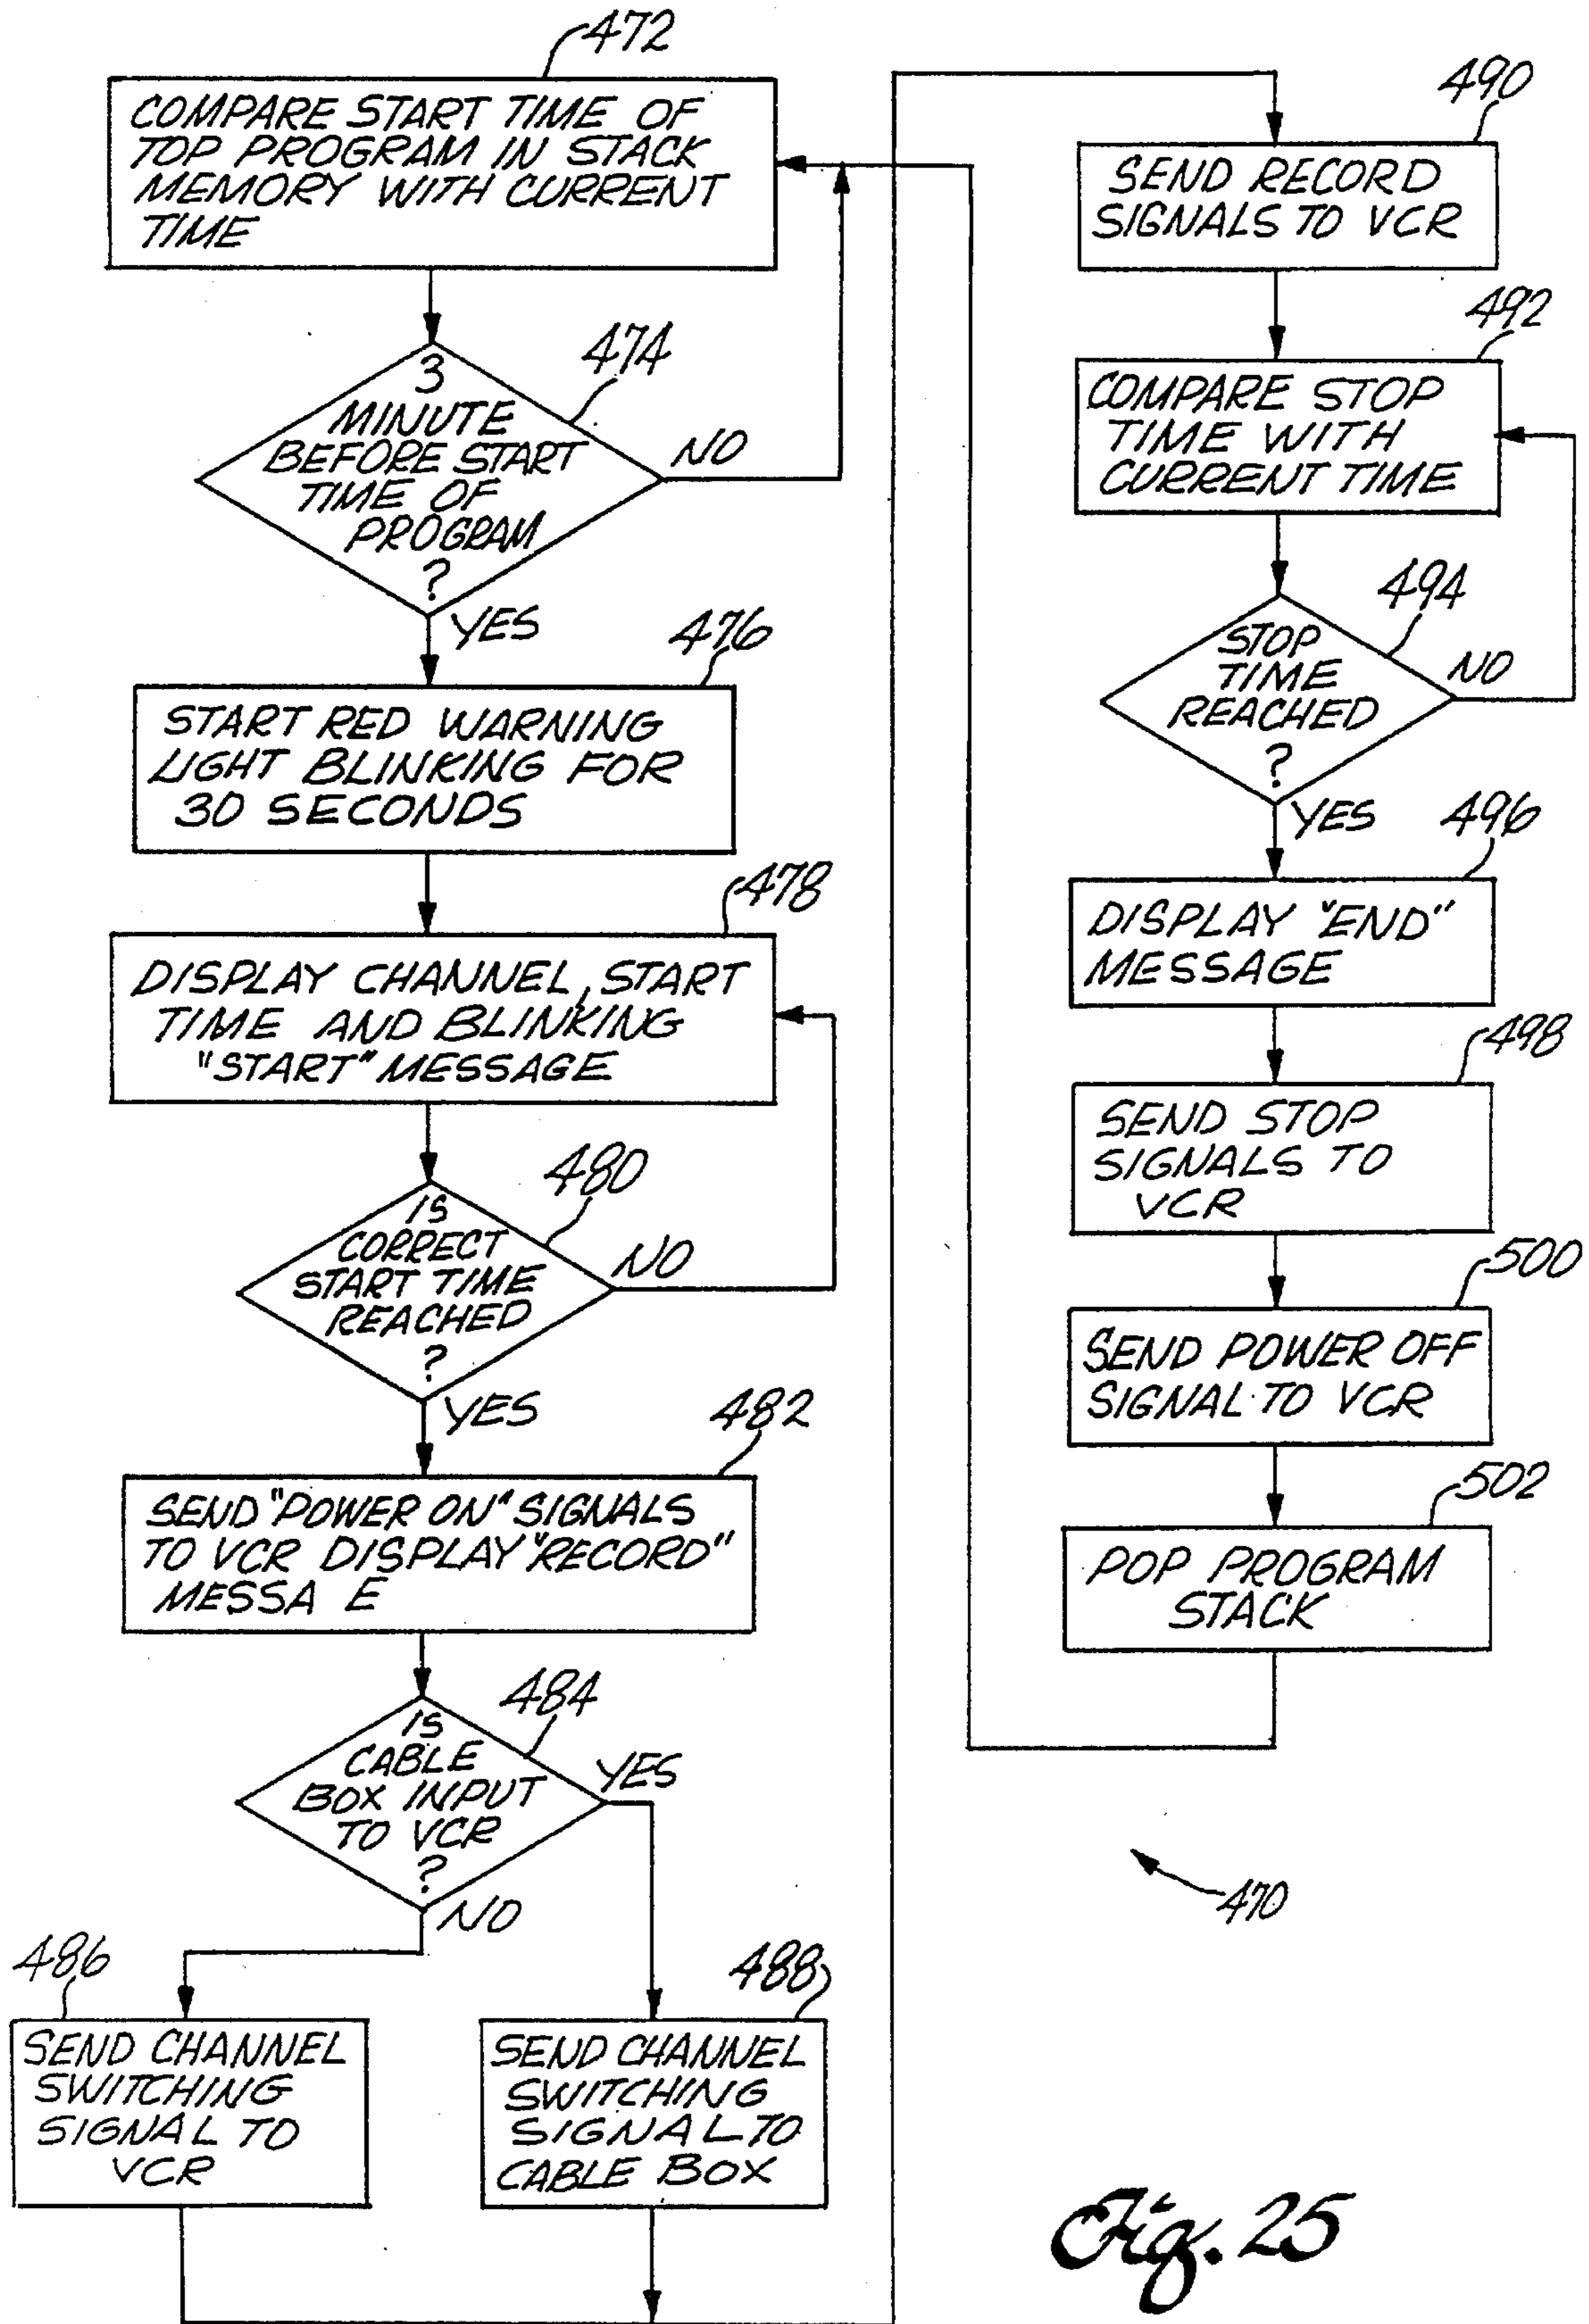 472
COMPARE START TIME OF
TOP PROGRAM IN STACK
MEMORY WITH CURRENT
TIME
474
3
MINUTE
BEFORE START
TIME OF
PROGRAM
?
NO
YES
476
START RED WARNING
LIGHT BLINKING FOR
30 SECONDS
478
DISPLAY CHANNEL, START
TIME AND BLINKING
"START" MESSAGE
480
IS
CORRECT
START TIME
REACHED
?
NO
YES
482
SEND "POWER ON" SIGNALS
TO VCR DISPLAY "RECORD"
MESSA E
484
IS
CABLE
BOX INPUT
TO VCR
?
YES
NO
486
SEND CHANNEL
SWITCHING
SIGNAL TO
VCR
488
SEND CHANNEL
SWITCHING
SIGNAL TO
CABLE BOX
490
SEND RECORD
SIGNALS TO VCR
492
COMPARE STOP
TIME WITH
CURRENT TIME
494
STOP
TIME
REACHED
?
NO
YES
496
DISPLAY "END"
MESSAGE
498
SEND STOP
SIGNALS TO
VCR
500
SEND POWER OFF
SIGNAL TO VCR
502
POP PROGRAM
STACK
470
Fig. 25